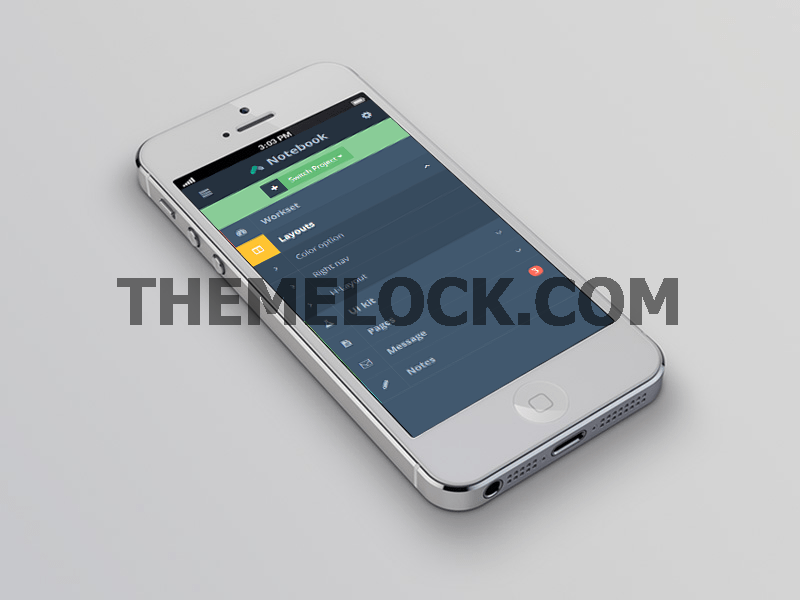 3:03 PM
Notebook
+ Switch Project
Workset
Layouts
Color option
Right nav
H-Layout
UI kit
Pages
3
Message
Notes
THEMELOCK.COM